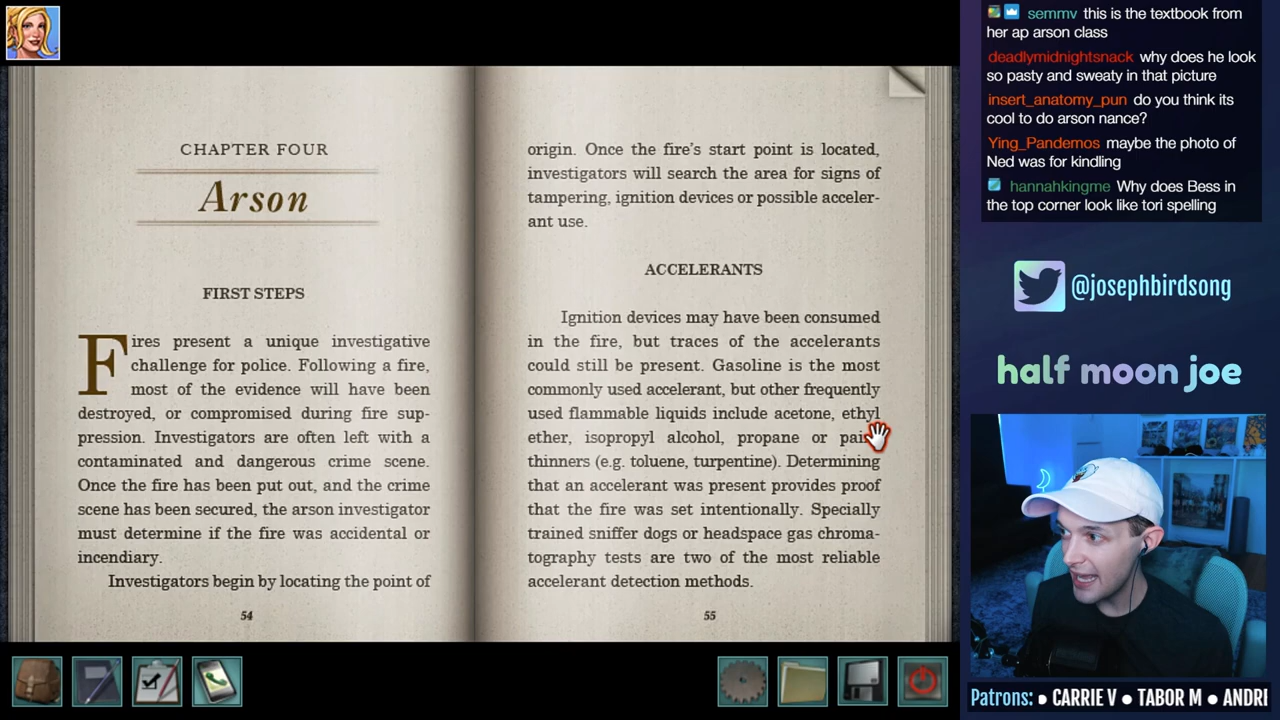 CHAPTER FOUR
Arson
FIRST STEPS
Fires present a unique investigative
challenge for police. Following a fire,
most of the evidence will have been
destroyed, or compromised during fire sup-
pression. Investigators are often left with a
contaminated and dangerous crime scene.
Once the fire has been put out, and the crime
scene has been secured, the arson investigator
must determine if the fire was accidental or
incendiary.
Investigators begin by locating the point of
54
origin. Once the fire's start point is located,
investigators will search the area for signs of
tampering, ignition devices or possible acceler-
ant use.
ACCELERANTS
Ignition devices may have been consumed
in the fire, but traces of the accelerants
could still be present. Gasoline is the most
commonly used accelerant, but other frequently
used flammable liquids include acetone, ethyl
ether, isopropyl alcohol, propane or
thinners (e.g. toluene, turpentine). Determining
that an accelerant was present provides proof
that the fire was set intentionally. Specially
trained sniffer dogs or headspace gas chroma-
tography tests are two of the most reliable
accelerant detection methods.
55
semmv this is the textbook from
her ap arson class
deadlymidnightsnack why does he look
so pasty and sweaty in that picture
insert_anatomy_pun do you think its
cool to do arson nance?
Ying_Pandemos maybe the photo of
Ned was for kindling
hannahkingme Why does Bess in
the top corner look like tori spelling
@josephbirdsong
half moon joe
Patrons: • CARRIE V • TABOR M • ANDRI